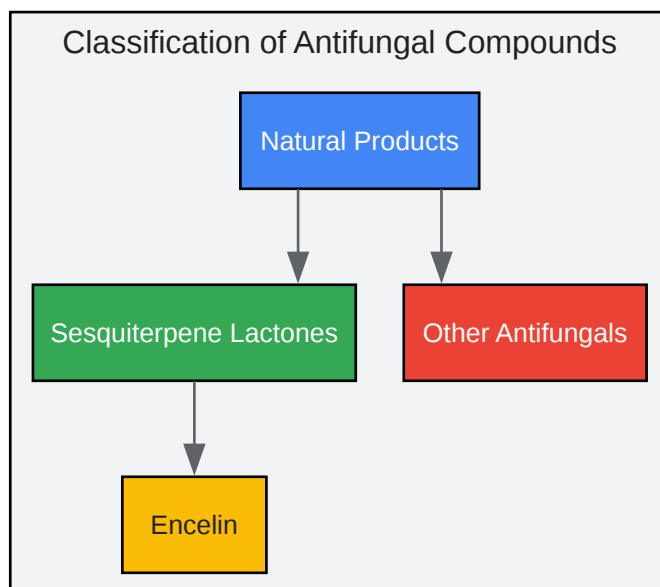 Classification of Antifungal Compounds
Natural Products
Sesquiterpene Lactones
Other Antifungals
Encelin